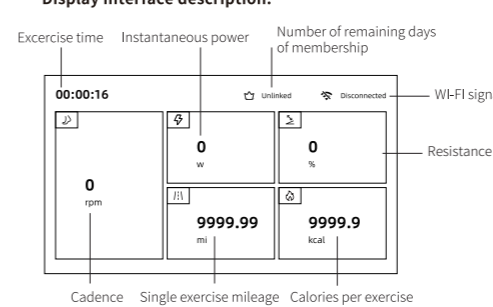 Display interface description:
Excercise time
Instantaneous power
Number of remaining days
of membership
00:00:16
Unlinked
Disconnected
WI-FI sign
0
w
0
%
Resistance
0
rpm
9999.99
mi
9999.9
kcal
Cadence
Single exercise mileage
Calories per exercise